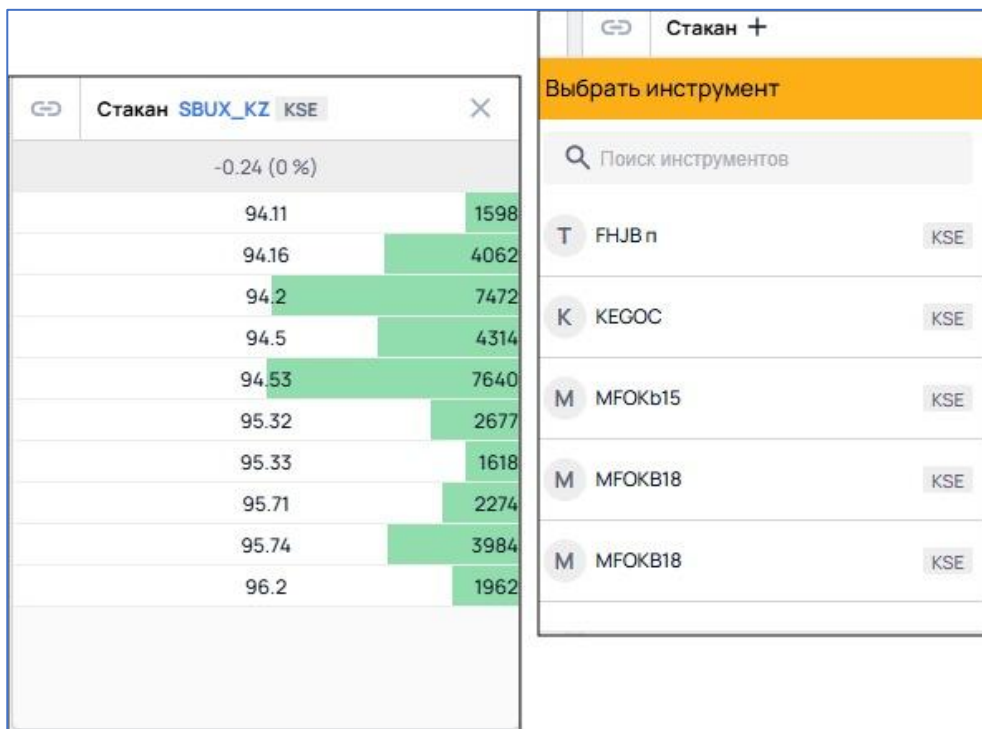 Стакан SBUX_KZ KSE
-0.24 (0 %)
94.11 1598
94.16 4062
94.2 7472
94.5 4314
94.53 7640
95.32 2677
95.33 1618
95.71 2274
95.74 3984
96.2 1962
Стакан +
Выбрать инструмент
Поиск инструментов
T FHJB п KSE
K KEGOC KSE
M MFOKb15 KSE
M MFOKB18 KSE
M MFOKB18 KSE